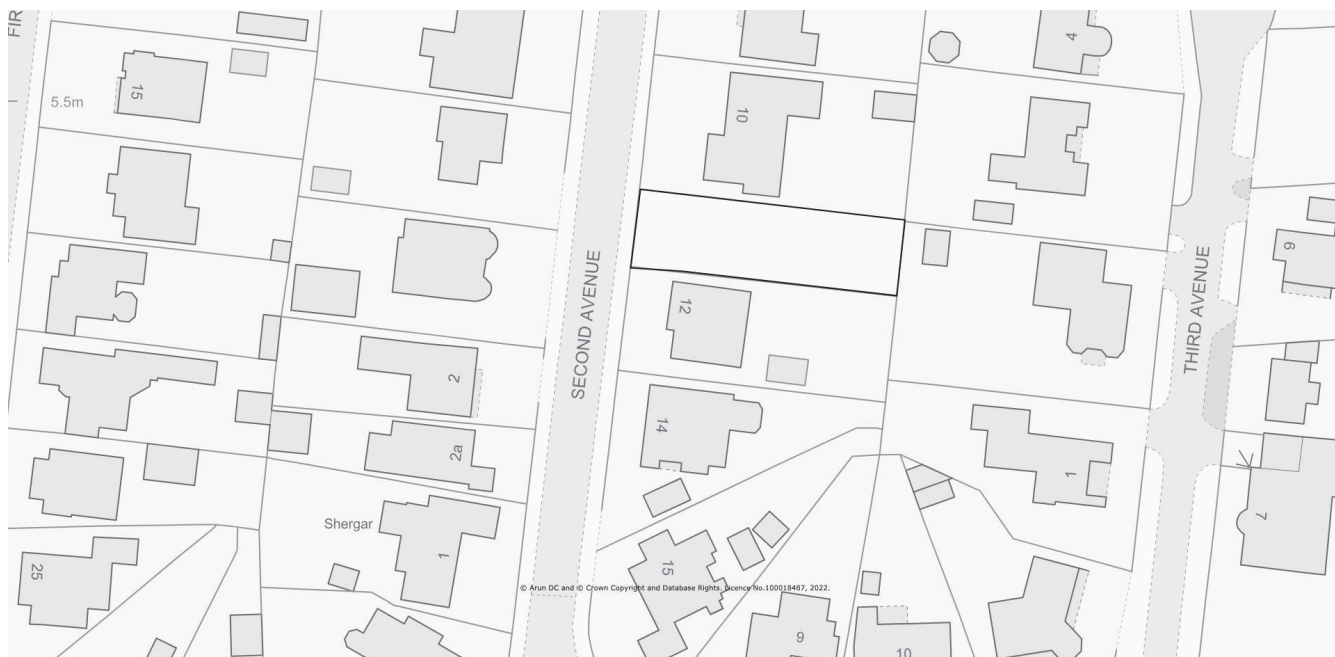 FIR
15
5.5m
4
10
SECOND AVENUE
THIRD AVENUE
9
12
2
14
2a
1
7
Shergar
1
25
15
© Arun DC and © Crown Copyright and Database Rights. Licence No.100018487, 2022.
9
10